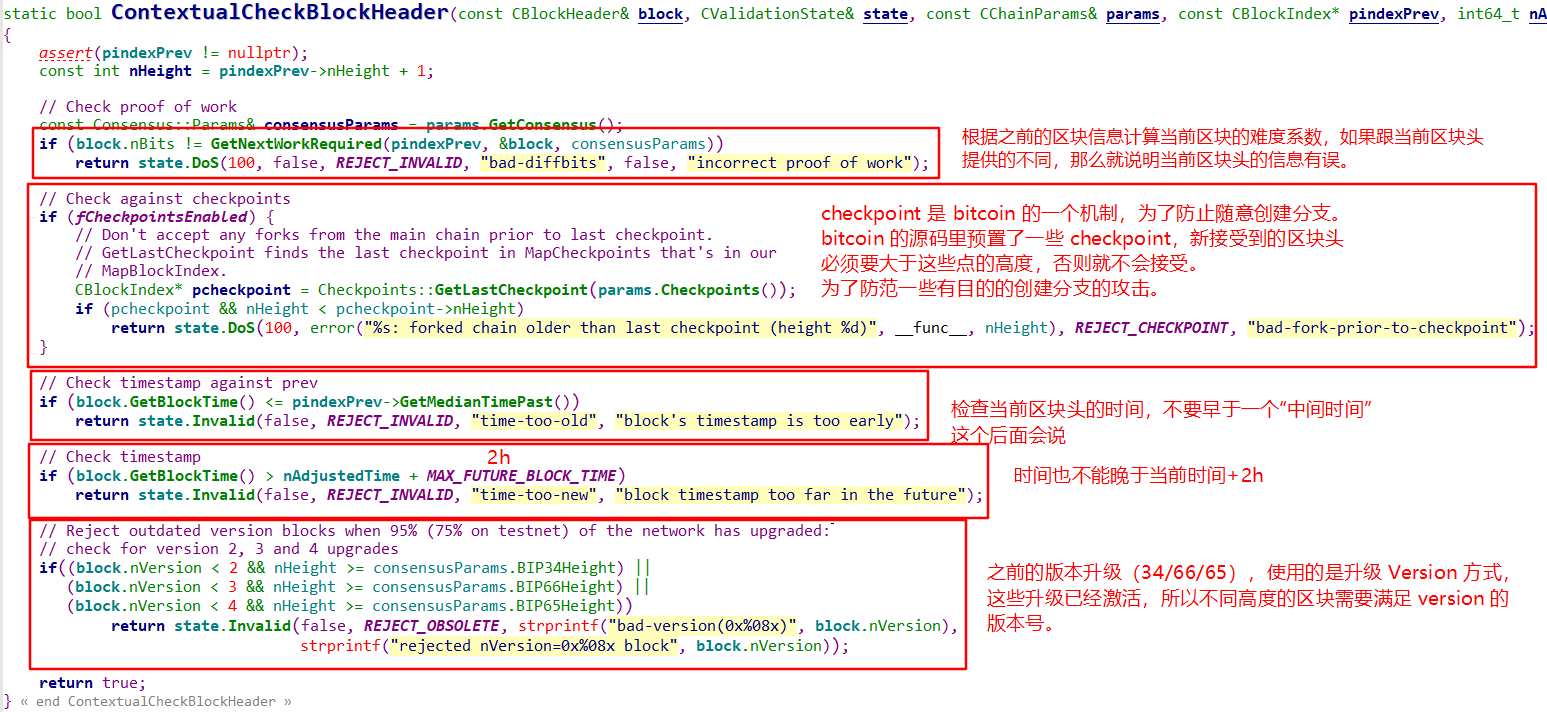 static bool ContextualCheckBlockHeader(const CBlockHeader& block, CValidationState& state, const CChainParams& params, const CBlockIndex* pindexPrev, int64_t nA
{
assert(pindexPrev != nullptr);
const int nHeight = pindexPrev->nHeight + 1;
// Check proof of work
const Consensus::Params& consensusParams = params.GetConsensus();
if (block.nBits != GetNextWorkRequired(pindexPrev, &block, consensusParams))
return state.DoS(100, false, REJECT_INVALID, "bad-diffbits", false, "incorrect proof of work");
根据之前的区块信息计算当前区块的难度系数，如果跟当前区块头
提供的不同，那么就说明当前区块头的信息有误。
// Check against checkpoints
if (fCheckpointsEnabled) {
// Don't accept any forks from the main chain prior to last checkpoint.
// GetLastCheckpoint finds the last checkpoint in MapCheckpoints that's in our
// MapBlockIndex.
CBlockIndex* pcheckpoint = Checkpoints::GetLastCheckpoint(params.Checkpoints());
if (pcheckpoint && nHeight < pcheckpoint->nHeight)
return state.DoS(100, error("%s: forked chain older than last checkpoint (height %d)", __func__, nHeight), REJECT_CHECKPOINT, "bad-fork-prior-to-checkpoint");
}
checkpoint 是 bitcoin 的一个机制，为了防止随意创建分支。
bitcoin 的源码里预置了一些 checkpoint，新接受到的区块头
必须要大于这些点的高度，否则就不会接受。
为了防范一些有目的的创建分支的攻击。
// Check timestamp against prev
if (block.GetBlockTime() <= pindexPrev->GetMedianTimePast())
return state.Invalid(false, REJECT_INVALID, "time-too-old", "block's timestamp is too early");
检查当前区块头的时间，不要早于一个“中间时间”
这个后面会说
// Check timestamp
2h
if (block.GetBlockTime() > nAdjustedTime + MAX_FUTURE_BLOCK_TIME)
return state.Invalid(false, REJECT_INVALID, "time-too-new", "block timestamp too far in the future");
时间也不能晚于当前时间+2h
// Reject outdated version blocks when 95% (75% on testnet) of the network has upgraded:
// check for version 2, 3 and 4 upgrades
if((block.nVersion < 2 && nHeight >= consensusParams.BIP34Height) ||
(block.nVersion < 3 && nHeight >= consensusParams.BIP66Height) ||
(block.nVersion < 4 && nHeight >= consensusParams.BIP65Height))
return state.Invalid(false, REJECT_OBSOLETE, strprintf("bad-version(0x%08x)", block.nVersion),
strprintf("rejected nVersion=0x%08x block", block.nVersion));
之前的版本升级（34/66/65），使用的是升级 Version 方式，
这些升级已经激活，所以不同高度的区块需要满足 version 的
版本号。
return true;
} « end ContextualCheckBlockHeader »